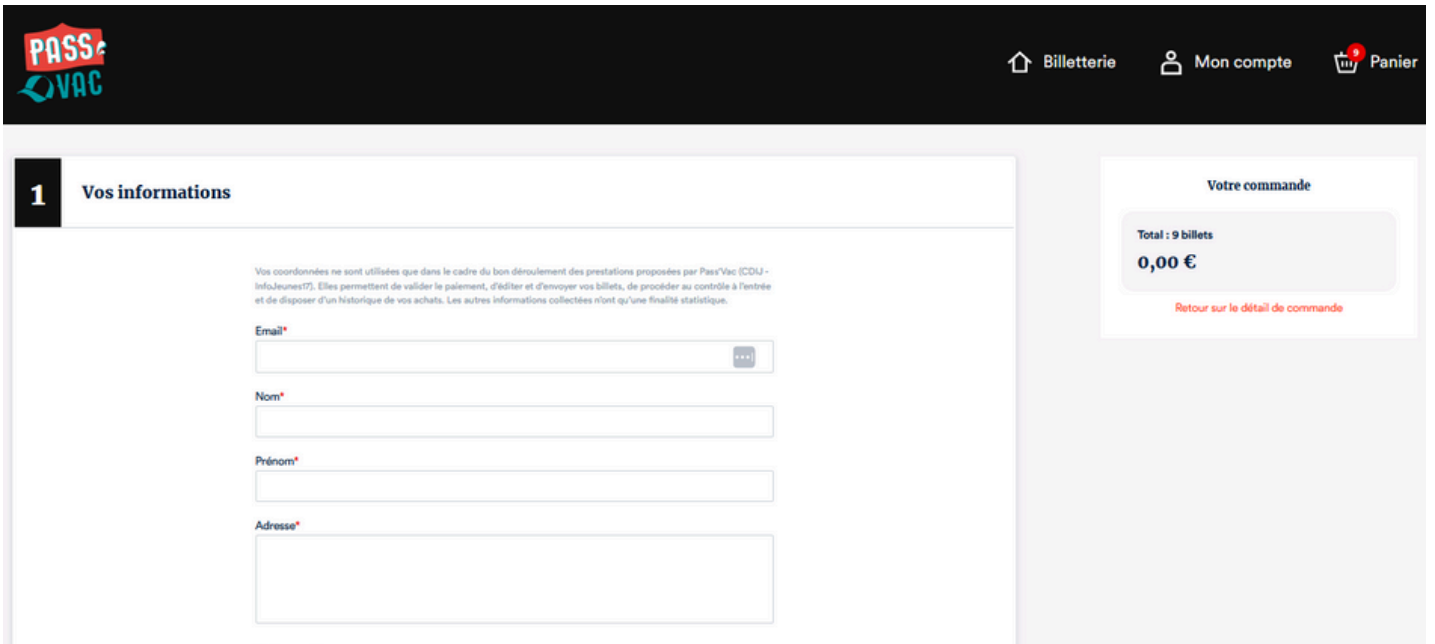 PASS
VAC
Billetterie
Mon compte
9
Panier
1
Vos informations
Vos coordonnées ne sont utilisées que dans le cadre du bon déroulement des prestations proposées par Pass'Vac (CDIJ -
InfoJeunes17). Elles permettent de valider le paiement, d'éditer et d'envoyer vos billets, de procéder au contrôle à l'entrée
et de disposer d'un historique de vos achats. Les autres informations collectées n'ont qu'une finalité statistique.
Email*
Nom*
Prénom*
Adresse*
Votre commande
Total : 9 billets
0,00 €
Retour sur le détail de commande